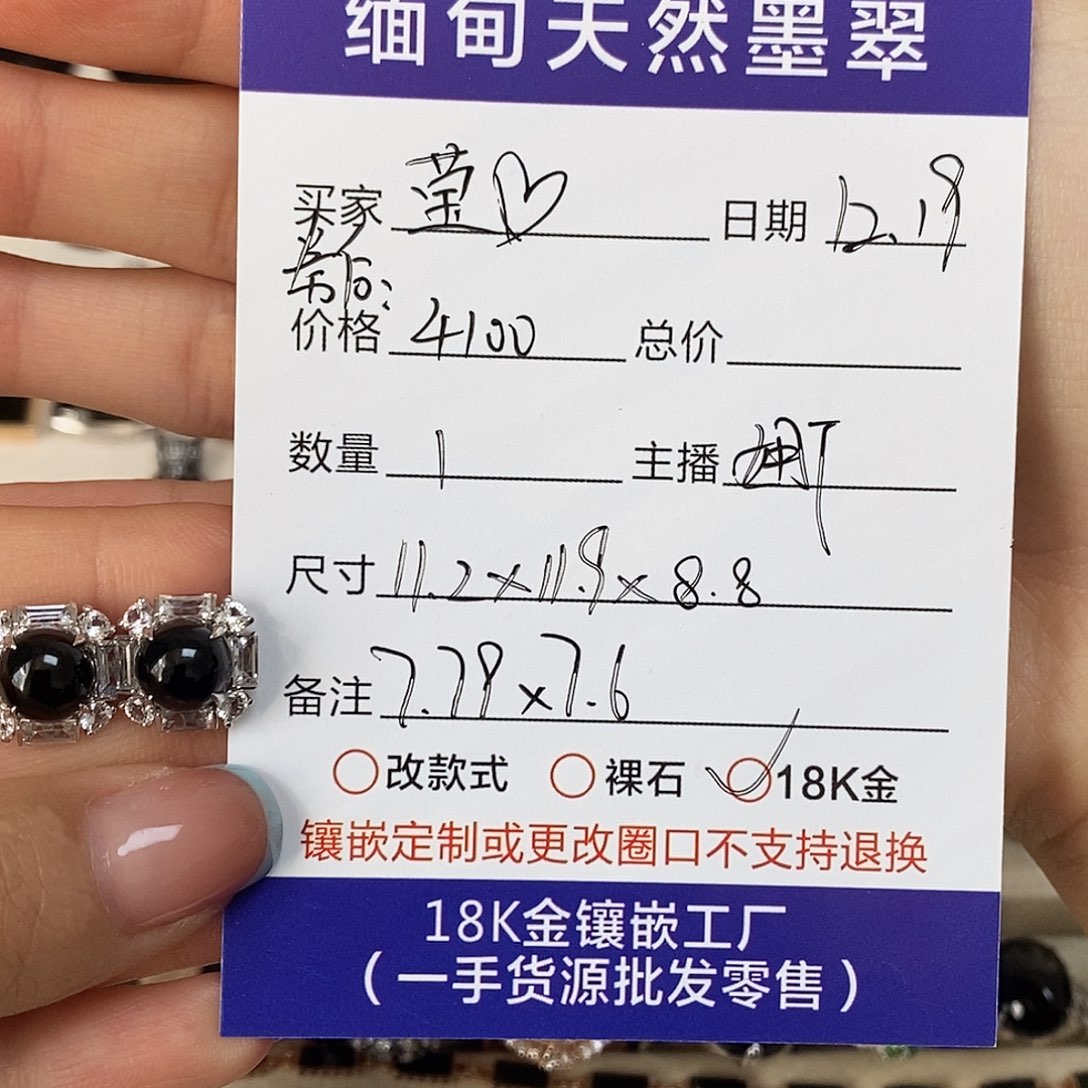 缅甸天然墨翠
买家 莹♡ 日期 12.19
价格 4100 总价
数量 1 主播
尺寸 11.2×11.9×8.8
备注 7.79×7.6
改款式 裸石 18K金
镶嵌定制或更改圈口不支持退换
18K金镶嵌工厂
(一手货源批发零售)